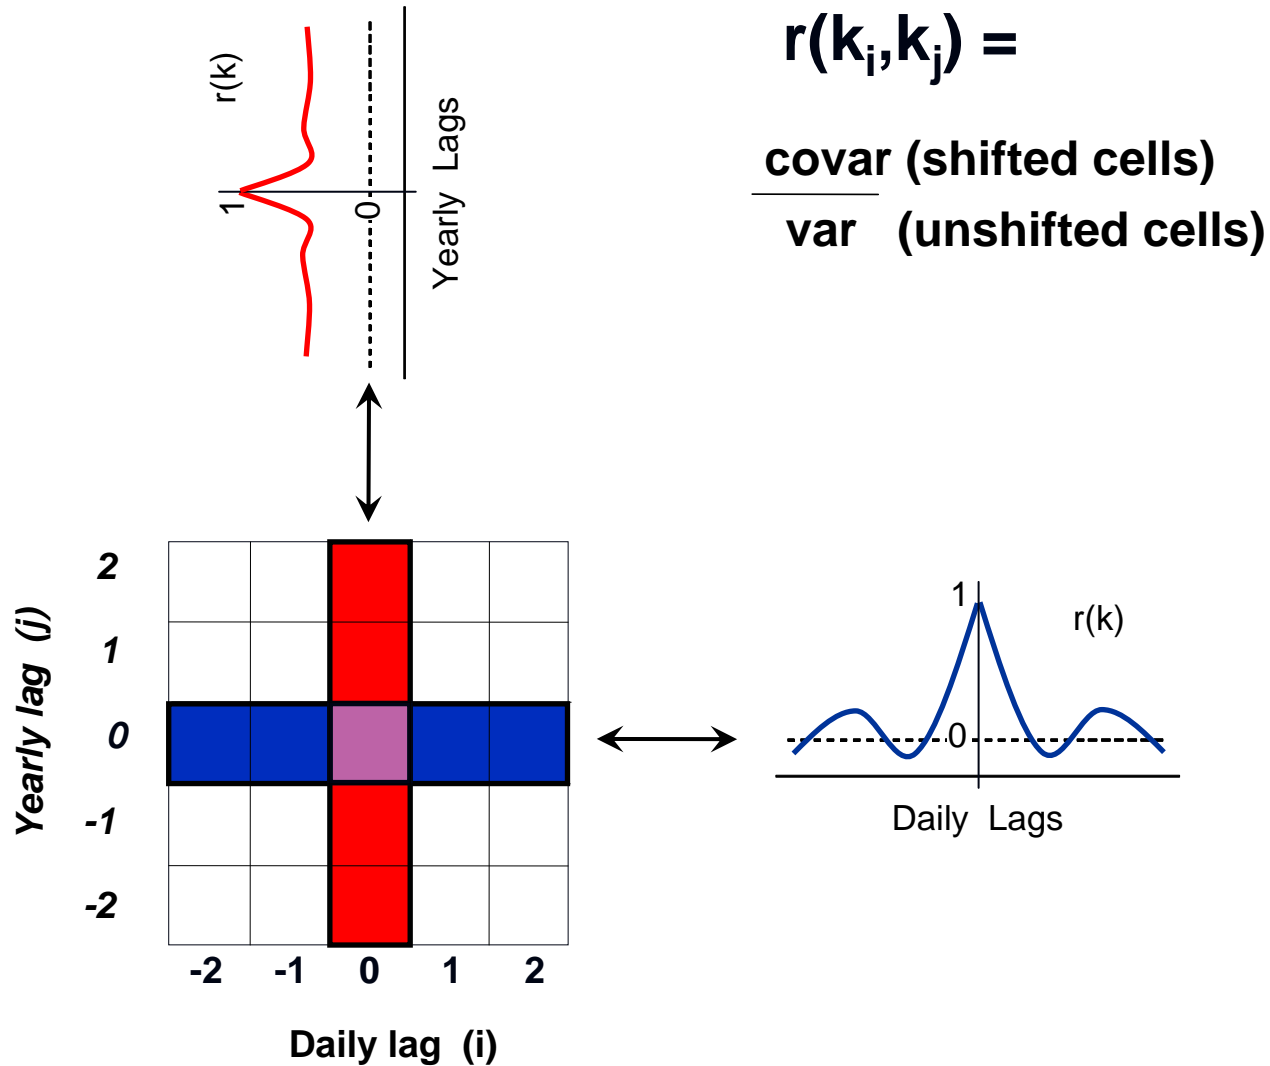 r(k)
1
0
Yearly Lags
r(ki,kj) =
covar (shifted cells)
var (unshifted cells)
Yearly lag (j)
2
1
0
-1
-2
-2 -1 0 1 2
Daily lag (i)
1
r(k)
0
Daily Lags